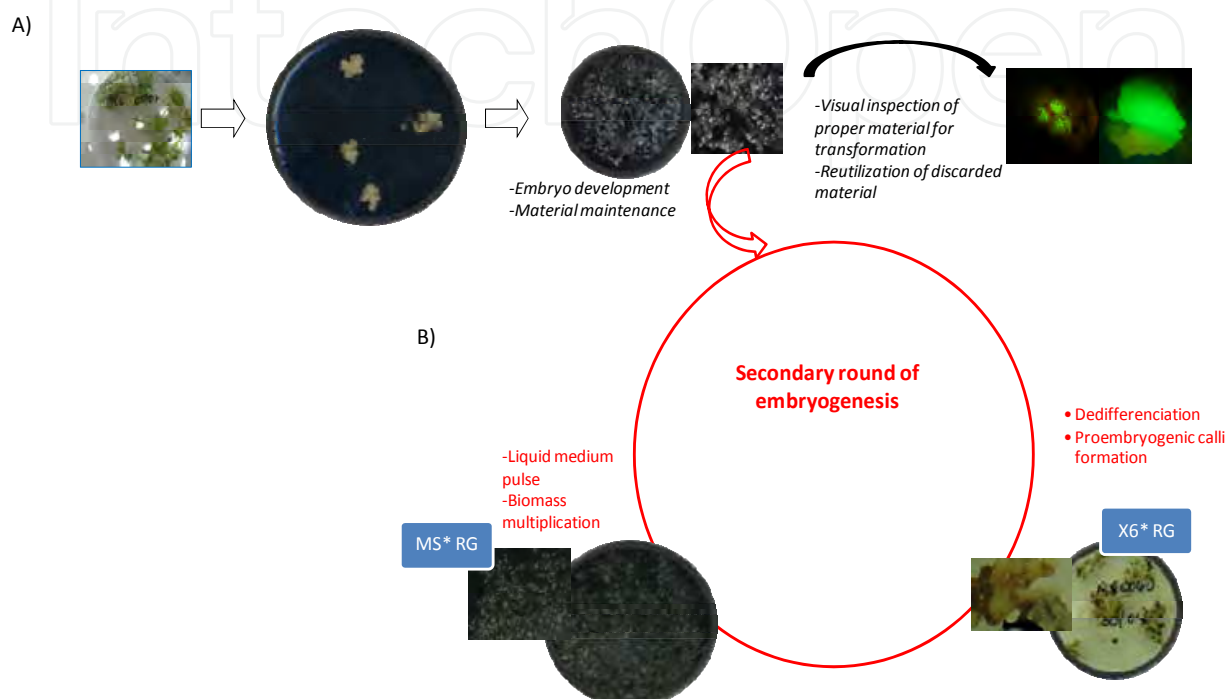 IntechOpen
A)
-Embryo development
-Material maintenance
-Visual inspection of
proper material for
transformation
-Reutilization of discarded
material
B)
Secondary round of
embryogenesis
-Liquid medium
pulse
-Biomass
multiplication
MS* RG
• Dedifferenciation
• Proembryogenic calli
formation
X6* RG